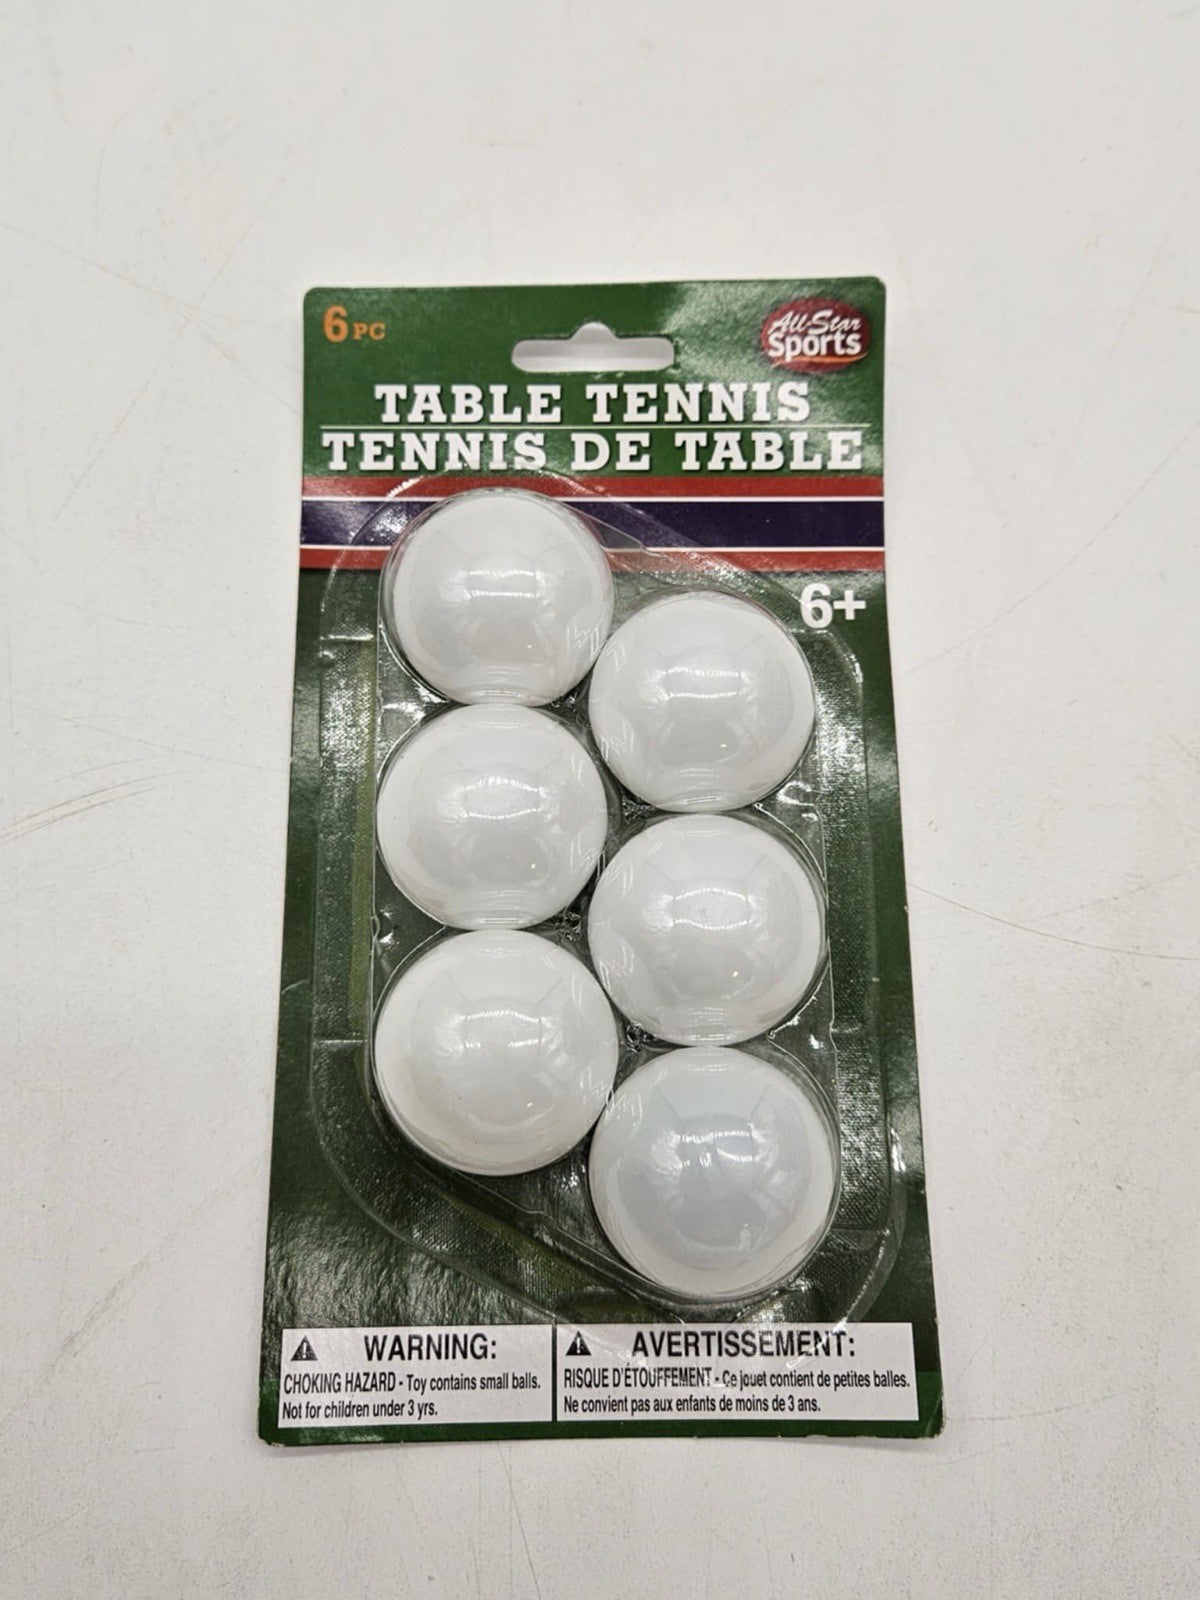 6 PC
All-Star
Sports
TABLE TENNIS
TENNIS DE TABLE
6+
WARNING:
CHOKING HAZARD - Toy contains small balls.
Not for children under 3 yrs.
AVERTISSEMENT:
RISQUE D'ÉTOUFFEMENT - Ce jouet contient de petites balles.
Ne convient pas aux enfants de moins de 3 ans.